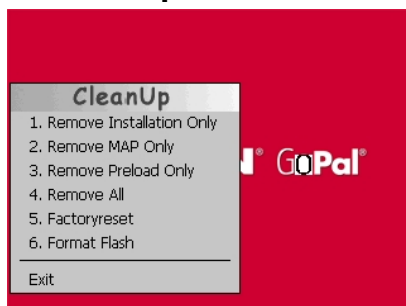 CleanUp
1. Remove Installation Only
2. Remove MAP Only
3. Remove Preload Only
4. Remove All
5. Factoryreset
6. Format Flash
Exit
N® GoPal®